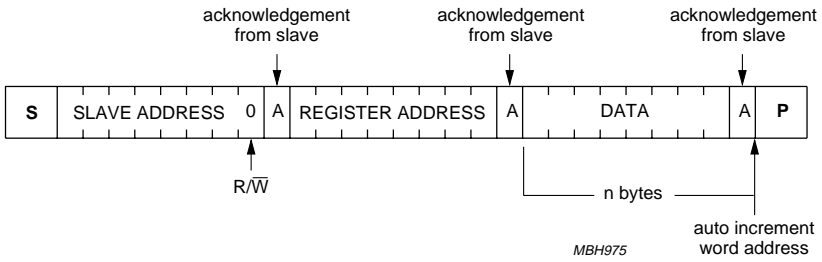 acknowledgement acknowledgement acknowledgement
from slave from slave from slave
S SLAVE ADDRESS 0 A REGISTER ADDRESS A DATA A P
R/W̅
n bytes
auto increment
word address
MBH975